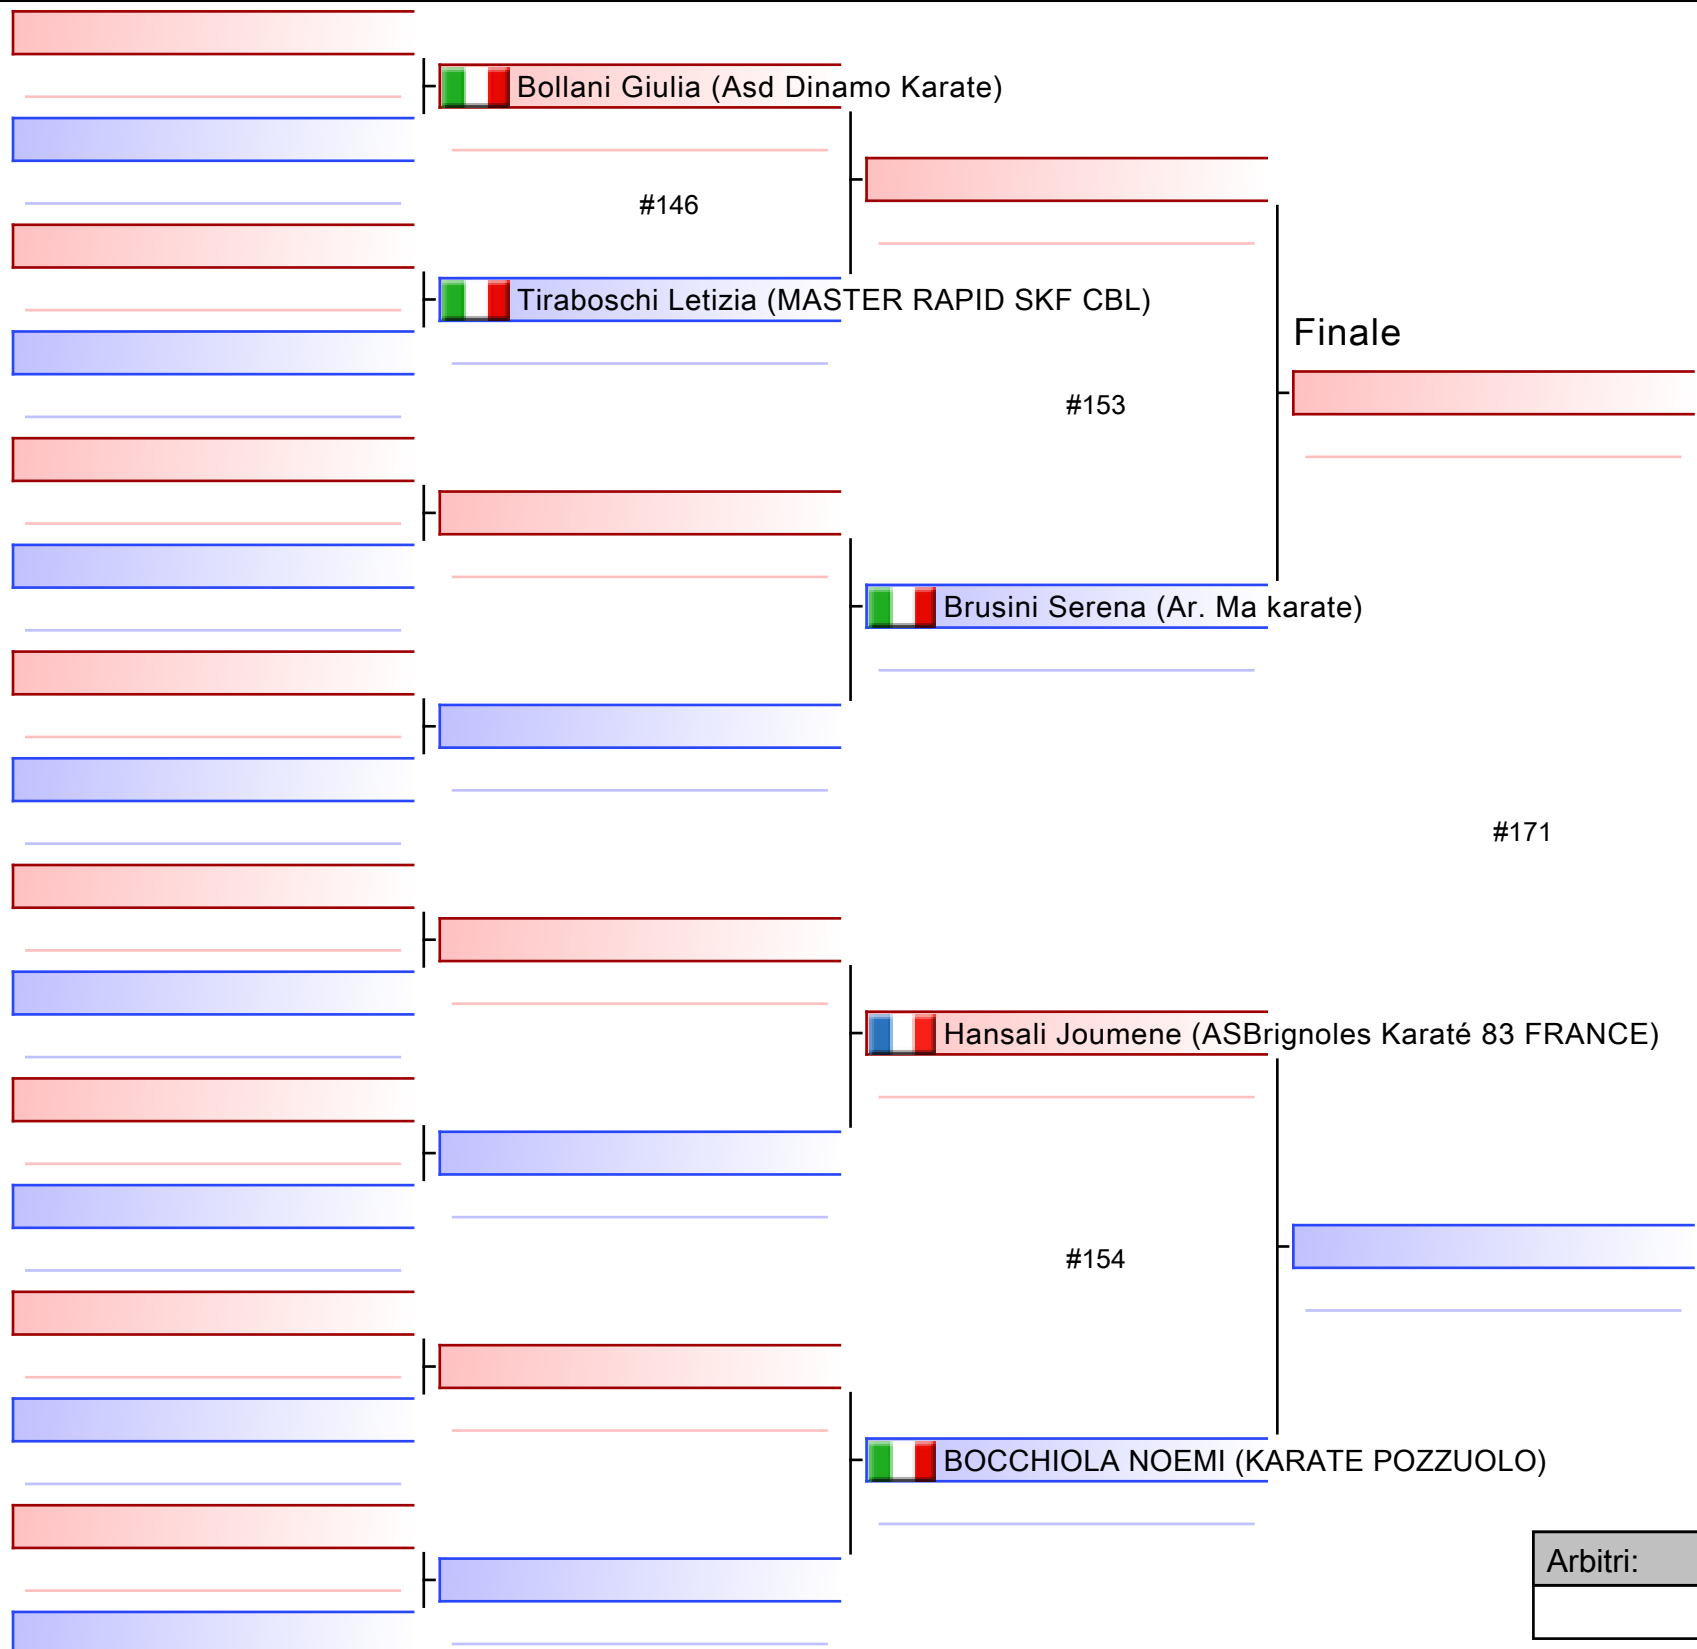 Bollani Giulia (Asd Dinamo Karate)
#146
Tiraboschi Letizia (MASTER RAPID SKF CBL)
Finale
#153
Brusini Serena (Ar. Ma karate)
#171
Hansali Joumene (ASBrignoles Karaté 83 FRANCE)
#154
BOCCHIOLA NOEMI (KARATE POZZUOLO)
Arbitri: